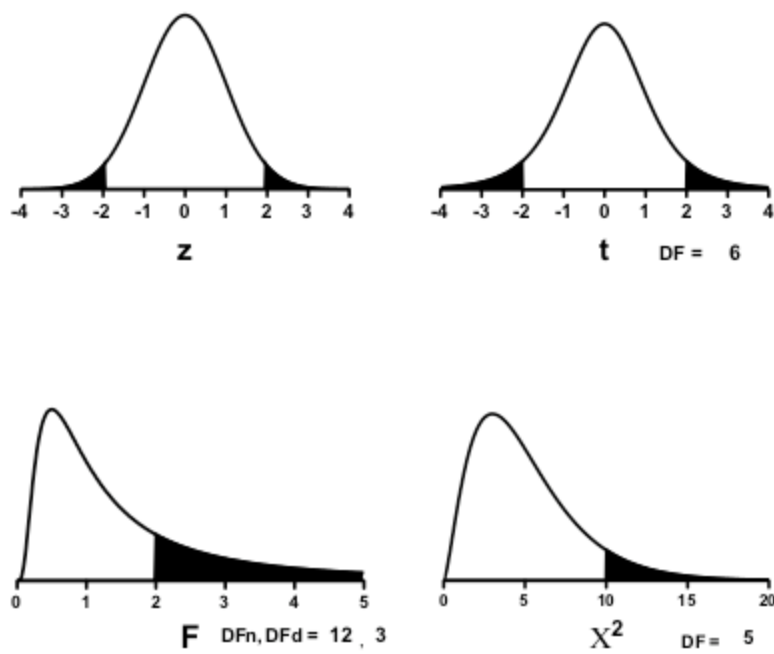 -4 -3 -2 -1 0 1 2 3 4
z
-4 -3 -2 -1 0 1 2 3 4
t DF = 6
0 1 2 3 4 5
F DFn, DFd = 12 , 3
0 5 10 15 20
X² DF = 5